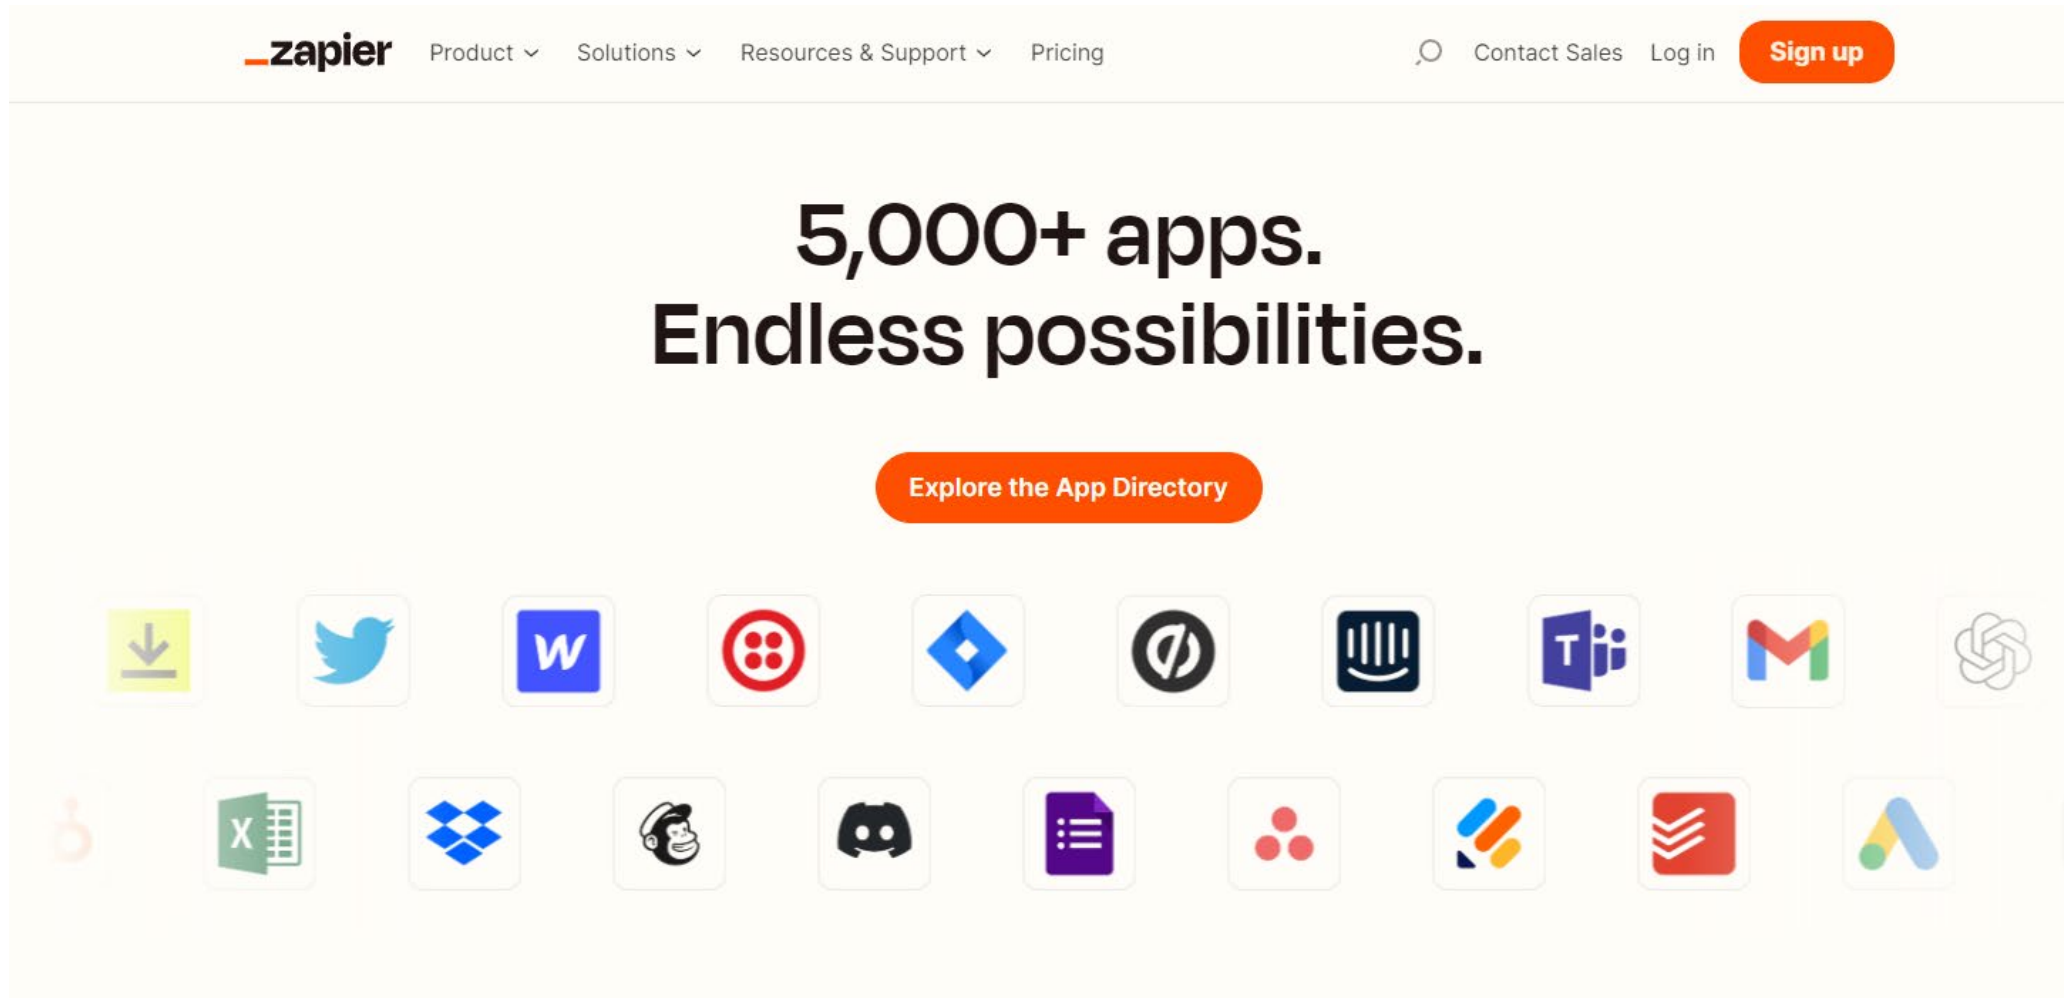 zapier Product Solutions Resources & Support Pricing Contact Sales Log in Sign up
5,000+ apps.
Endless possibilities.
Explore the App Directory
W T
X